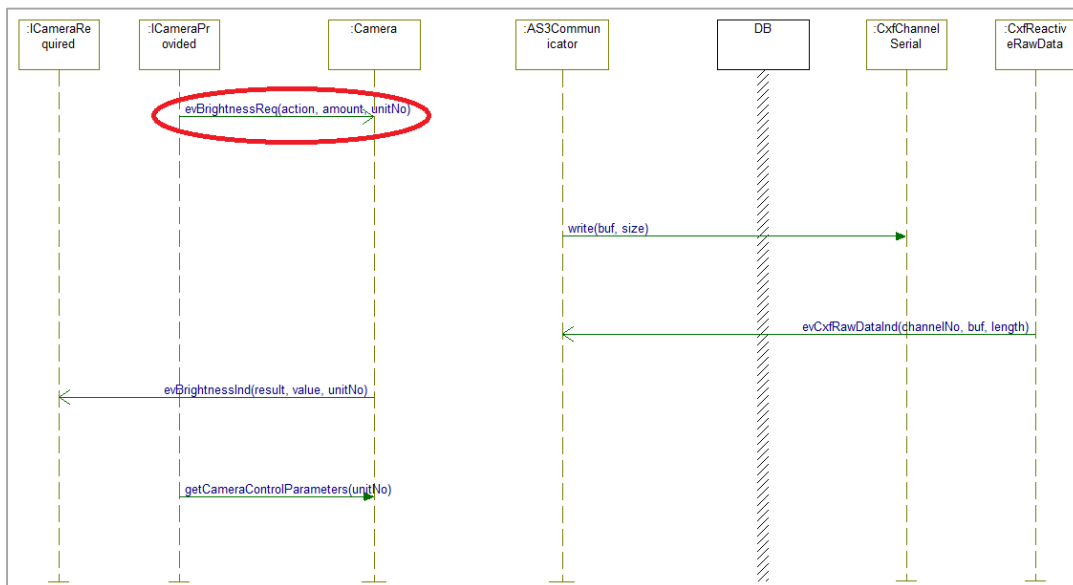 :ICameraRe
quired
:ICameraPr
ovided
:Camera
:AS3Commun
icator
DB
:CxfChannel
Serial
:CxfReactiv
eRawData
evBrightnessReq(action, amount, unitNo)
write(buf, size)
evCxfRawDataInd(channelNo, buf, length)
evBrightnessInd(result, value, unitNo)
getCameraControlParameters(unitNo)